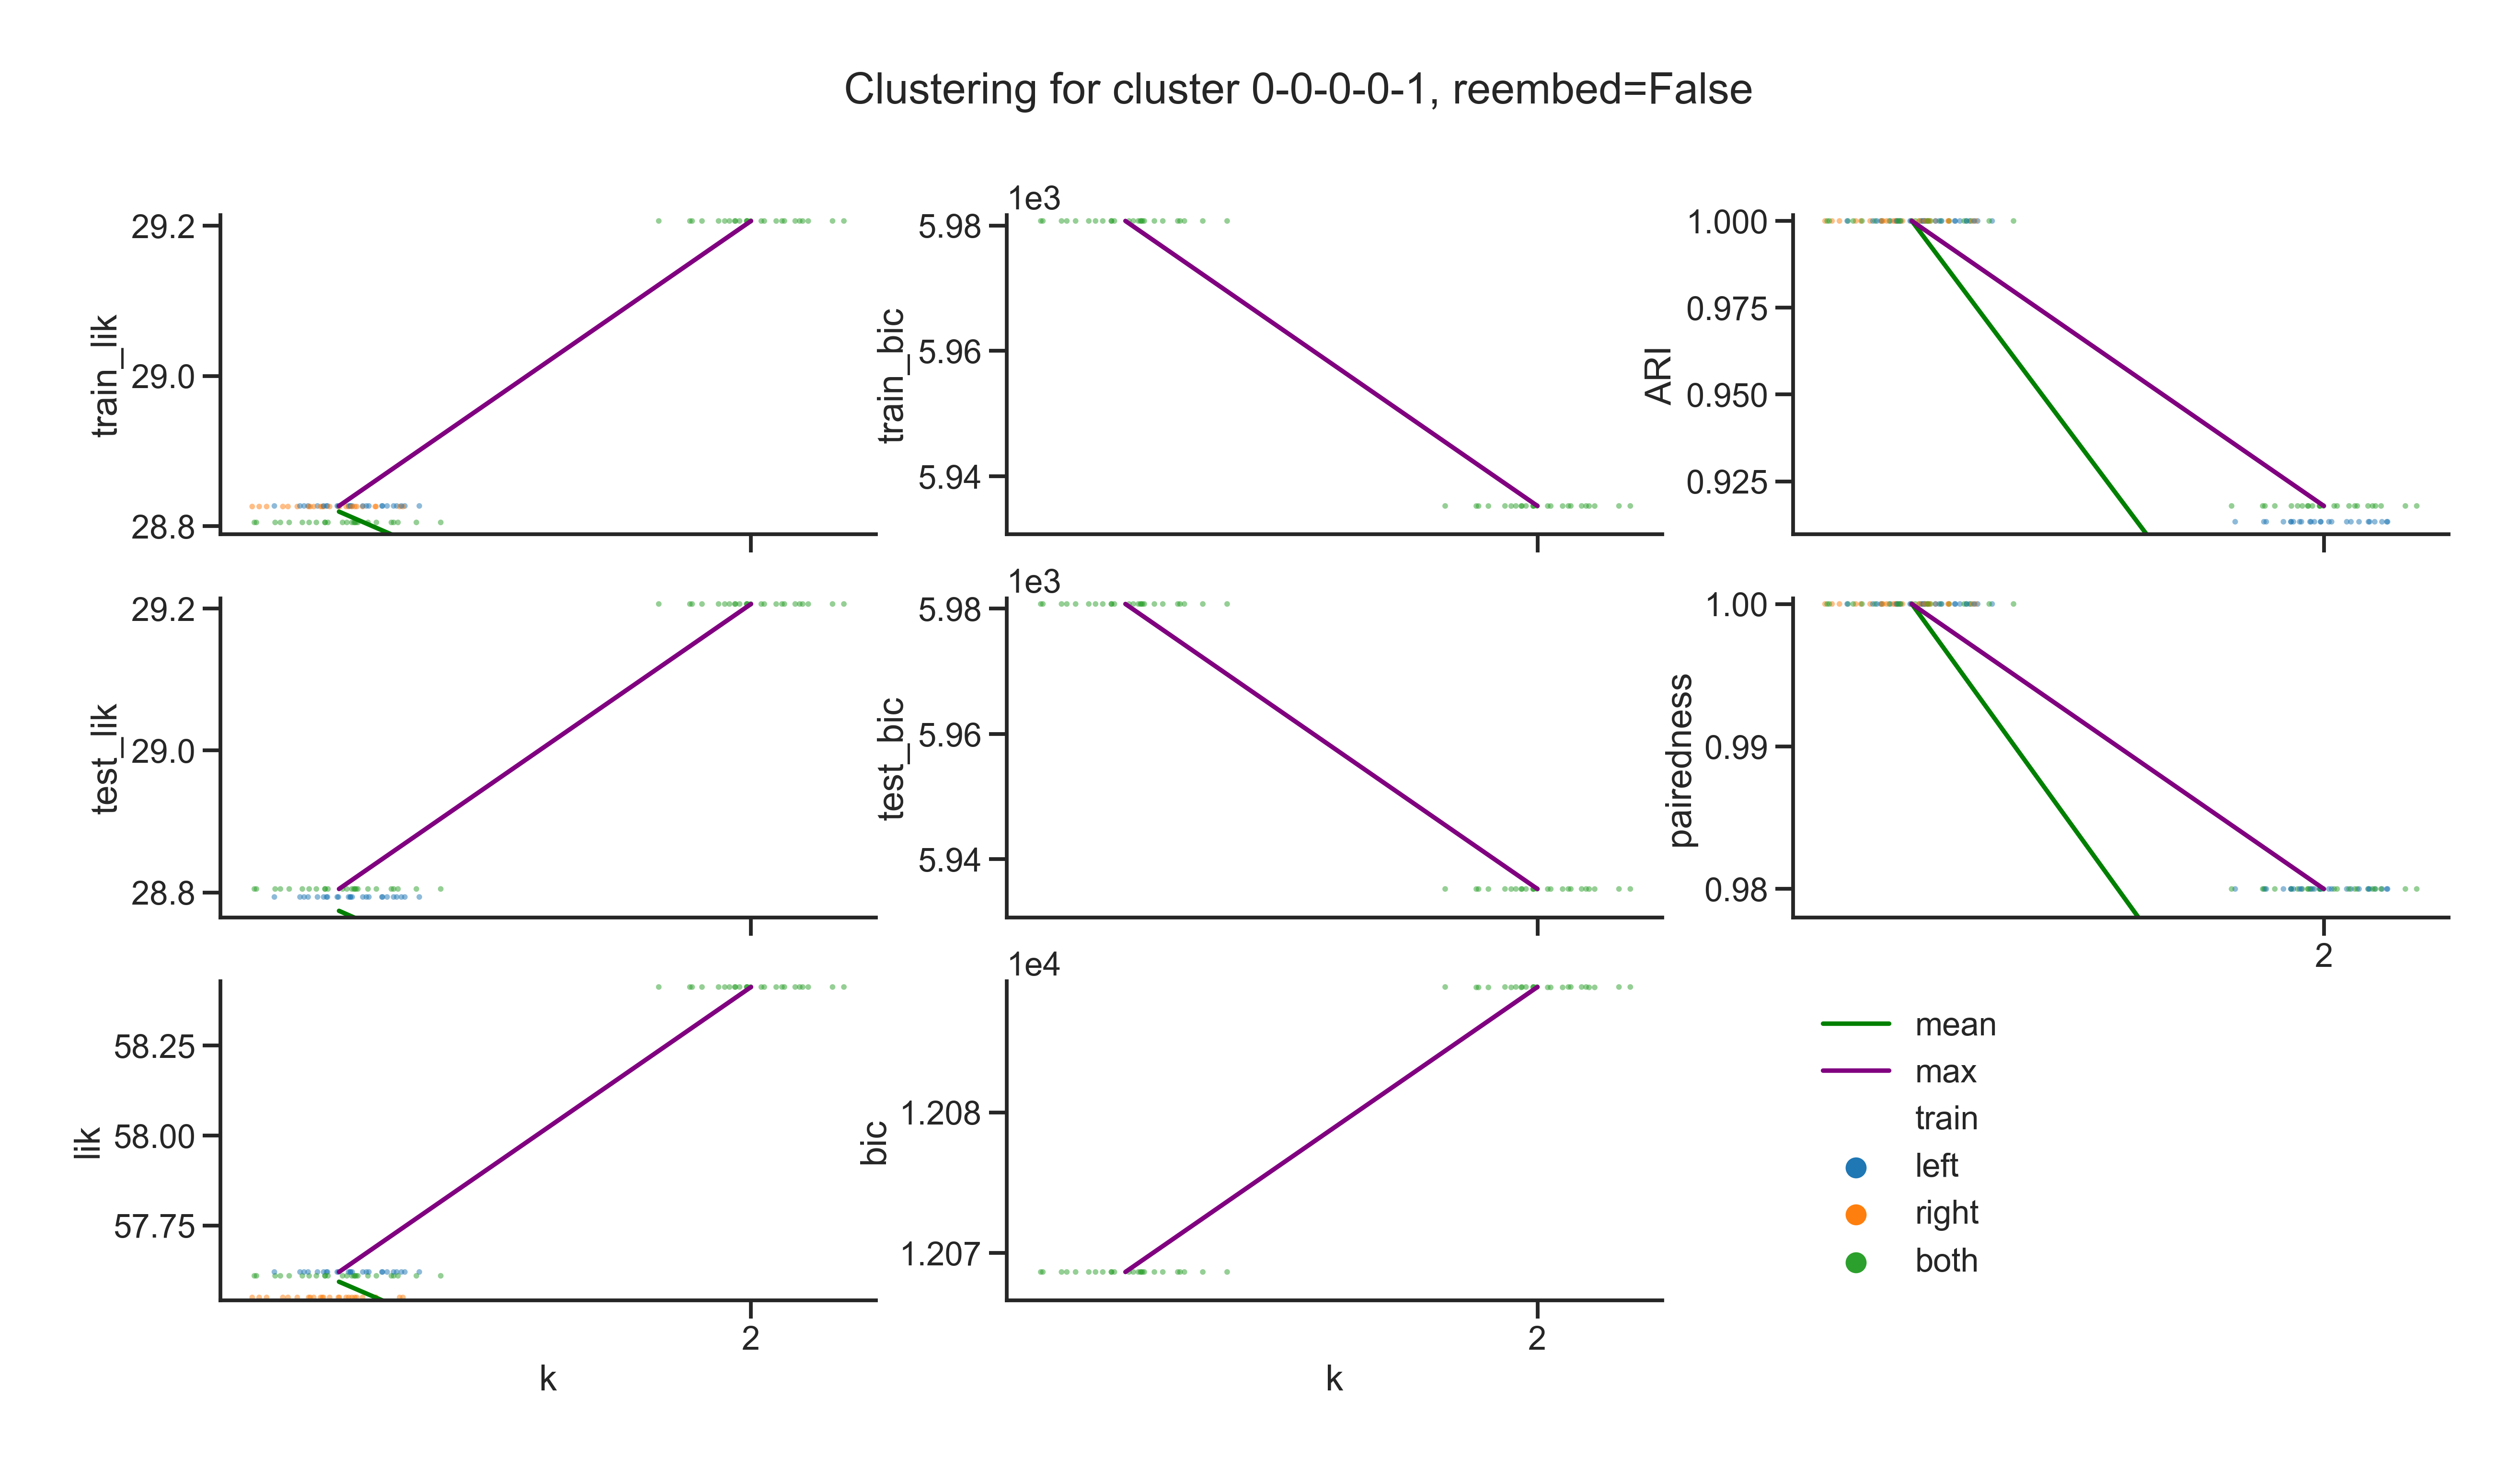 Clustering for cluster 0-0-0-0-1, reembed=False
train_lik
29.2
29.0
28.8
train_bic
1e3
5.98
5.96
5.94
ARI
1.000
0.975
0.950
0.925
test_lik
29.2
29.0
28.8
test_bic
1e3
5.98
5.96
5.94
pairedness
1.00
0.99
0.98
2
lik
58.25
58.00
57.75
2
k
bic
1e4
1.208
1.207
2
k
mean
max
train
left
right
both